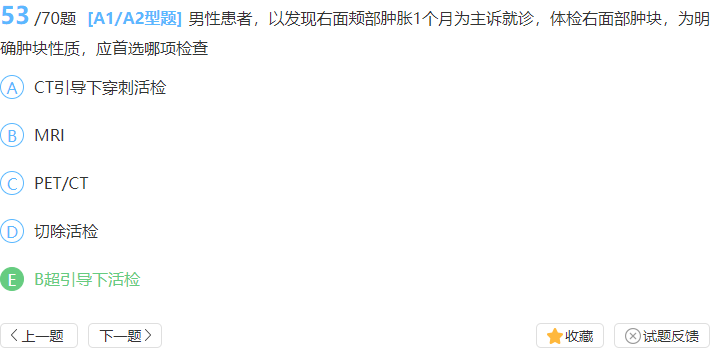 53 /70题 [A1/A2型题] 男性患者，以发现右面颊部肿胀1个月为主诉就诊，体检右面部肿块，为明
确肿块性质，应首选哪项检查
A CT引导下穿刺活检
B MRI
C PET/CT
D 切除活检
E B超引导下活检
上一题 下一题 收藏 试题反馈